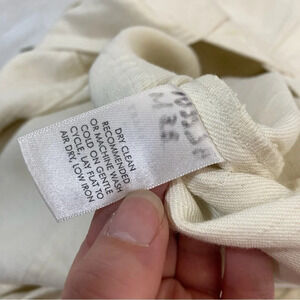 DRY CLEAN
RECOMMENDED
OR MACHINE WASH
COLD ON GENTLE
CYCLE, LAY FLAT TO
AIR DRY, LOW IRON